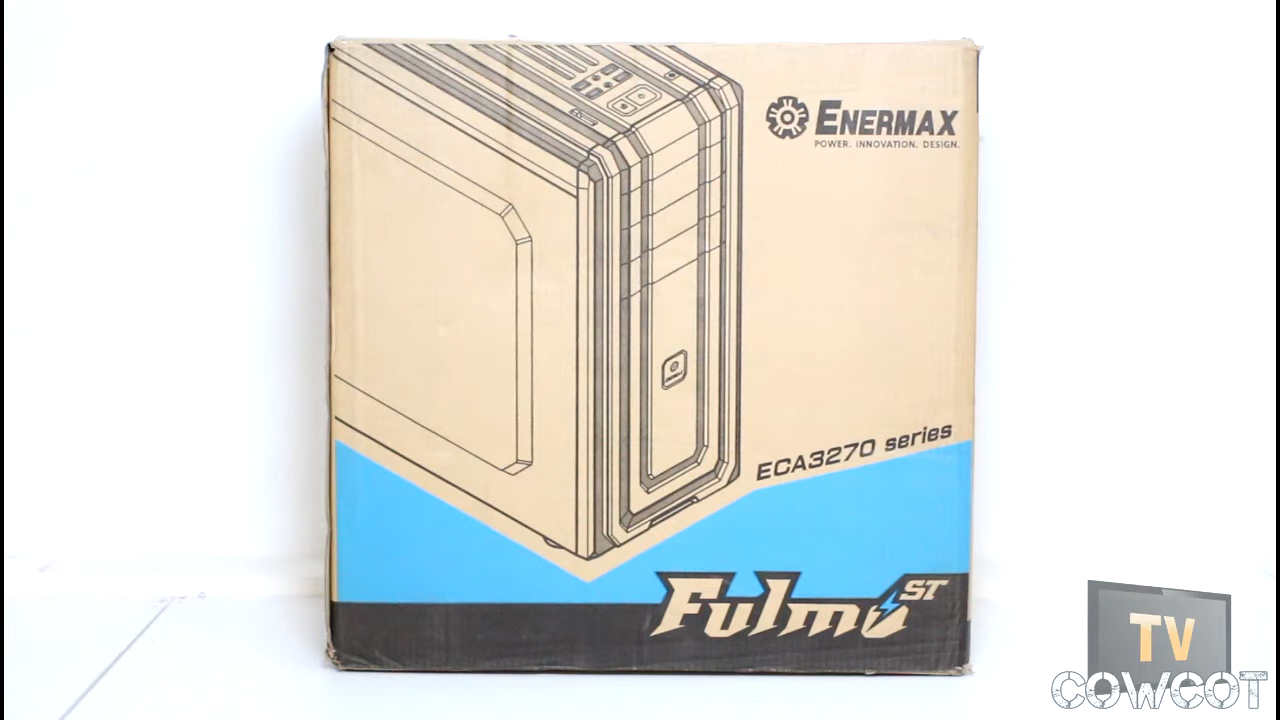 ENERMAX
POWER. INNOVATION. DESIGN.
ECA3270 series
Fulmo ST
TV
COWCOT